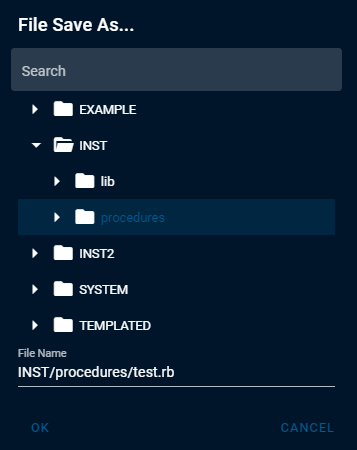 File Save As...
Search
EXAMPLE
INST
lib
procedures
INST2
SYSTEM
TEMPLATED
File Name
INST/procedures/test.rb
OK CANCEL